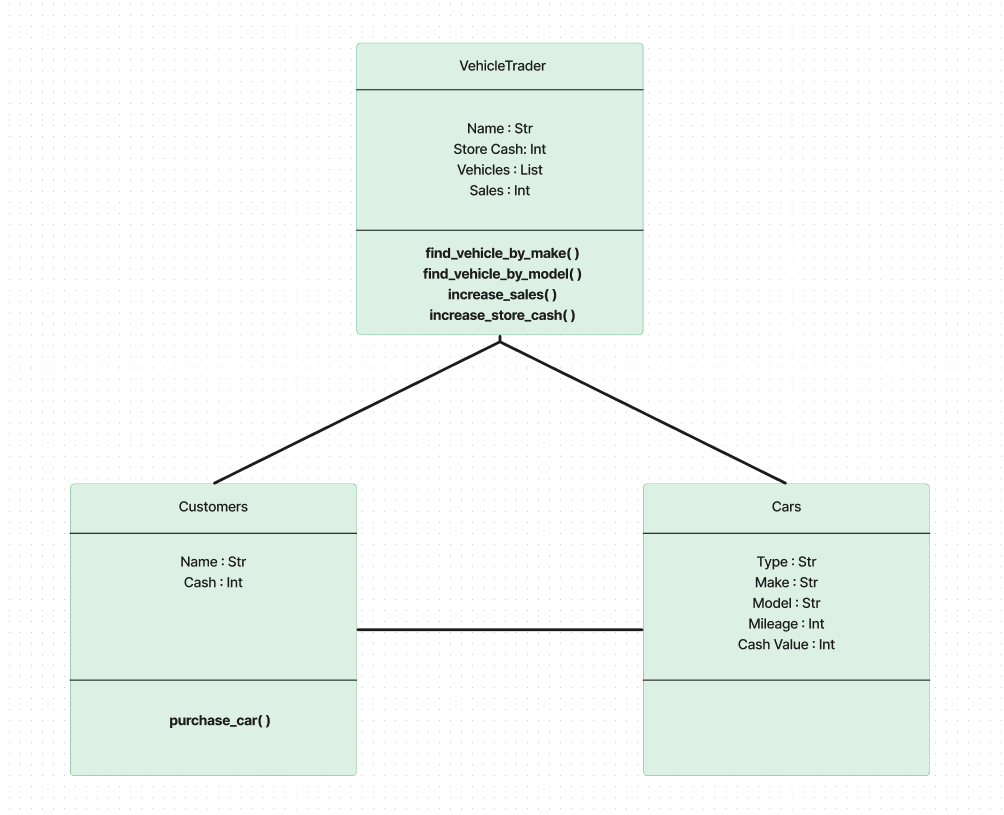 VehicleTrader
Name : Str
Store Cash: Int
Vehicles : List
Sales : Int
find_vehicle_by_make( )
find_vehicle_by_model( )
increase_sales( )
increase_store_cash( )
Customers
Name : Str
Cash : Int
purchase_car( )
Cars
Type : Str
Make : Str
Model : Str
Mileage : Int
Cash Value : Int